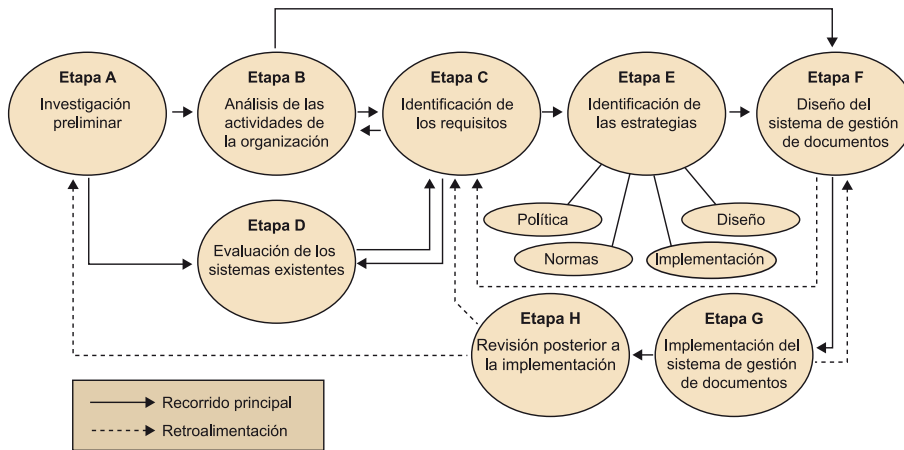 Etapa A
Investigación
preliminar
Etapa B
Análisis de las
actividades de
la organización
Etapa C
Identificación de
los requisitos
Etapa E
Identificación de
las estrategias
Etapa F
Diseño del
sistema de gestión
de documentos
Etapa D
Evaluación de los
sistemas existentes
Política
Normas
Implementación
Diseño
Etapa H
Revisión posterior a
la implementación
Etapa G
Implementación del
sistema de gestión
de documentos
Recorrido principal
Retroalimentación